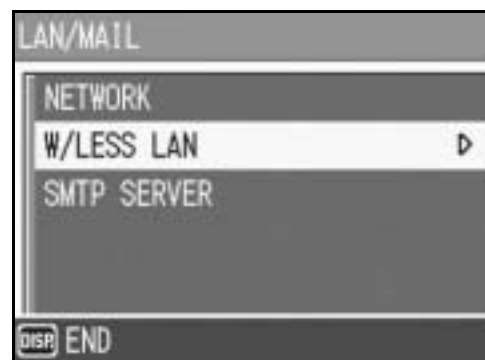 LAN/MAIL
NETWORK
W/LESS LAN
SMTP SERVER
DISP. END